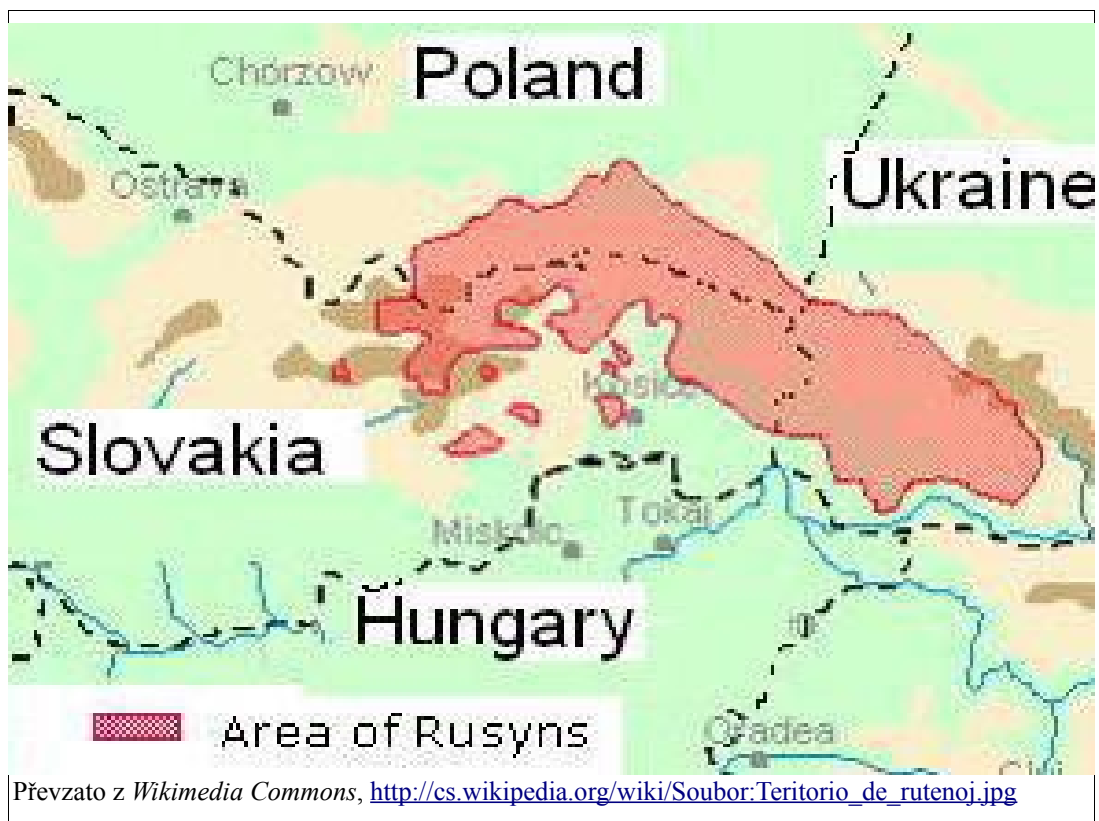 Chorzow
Poland
Ostrava
Ukraine
Kosice
Slovakia
Tokaj
Miskolc
Hungary
Area of Rusyns
Oradea
Převzato z Wikimedia Commons, http://cs.wikipedia.org/wiki/Soubor:Teritorio_de_rutenoj.jpg